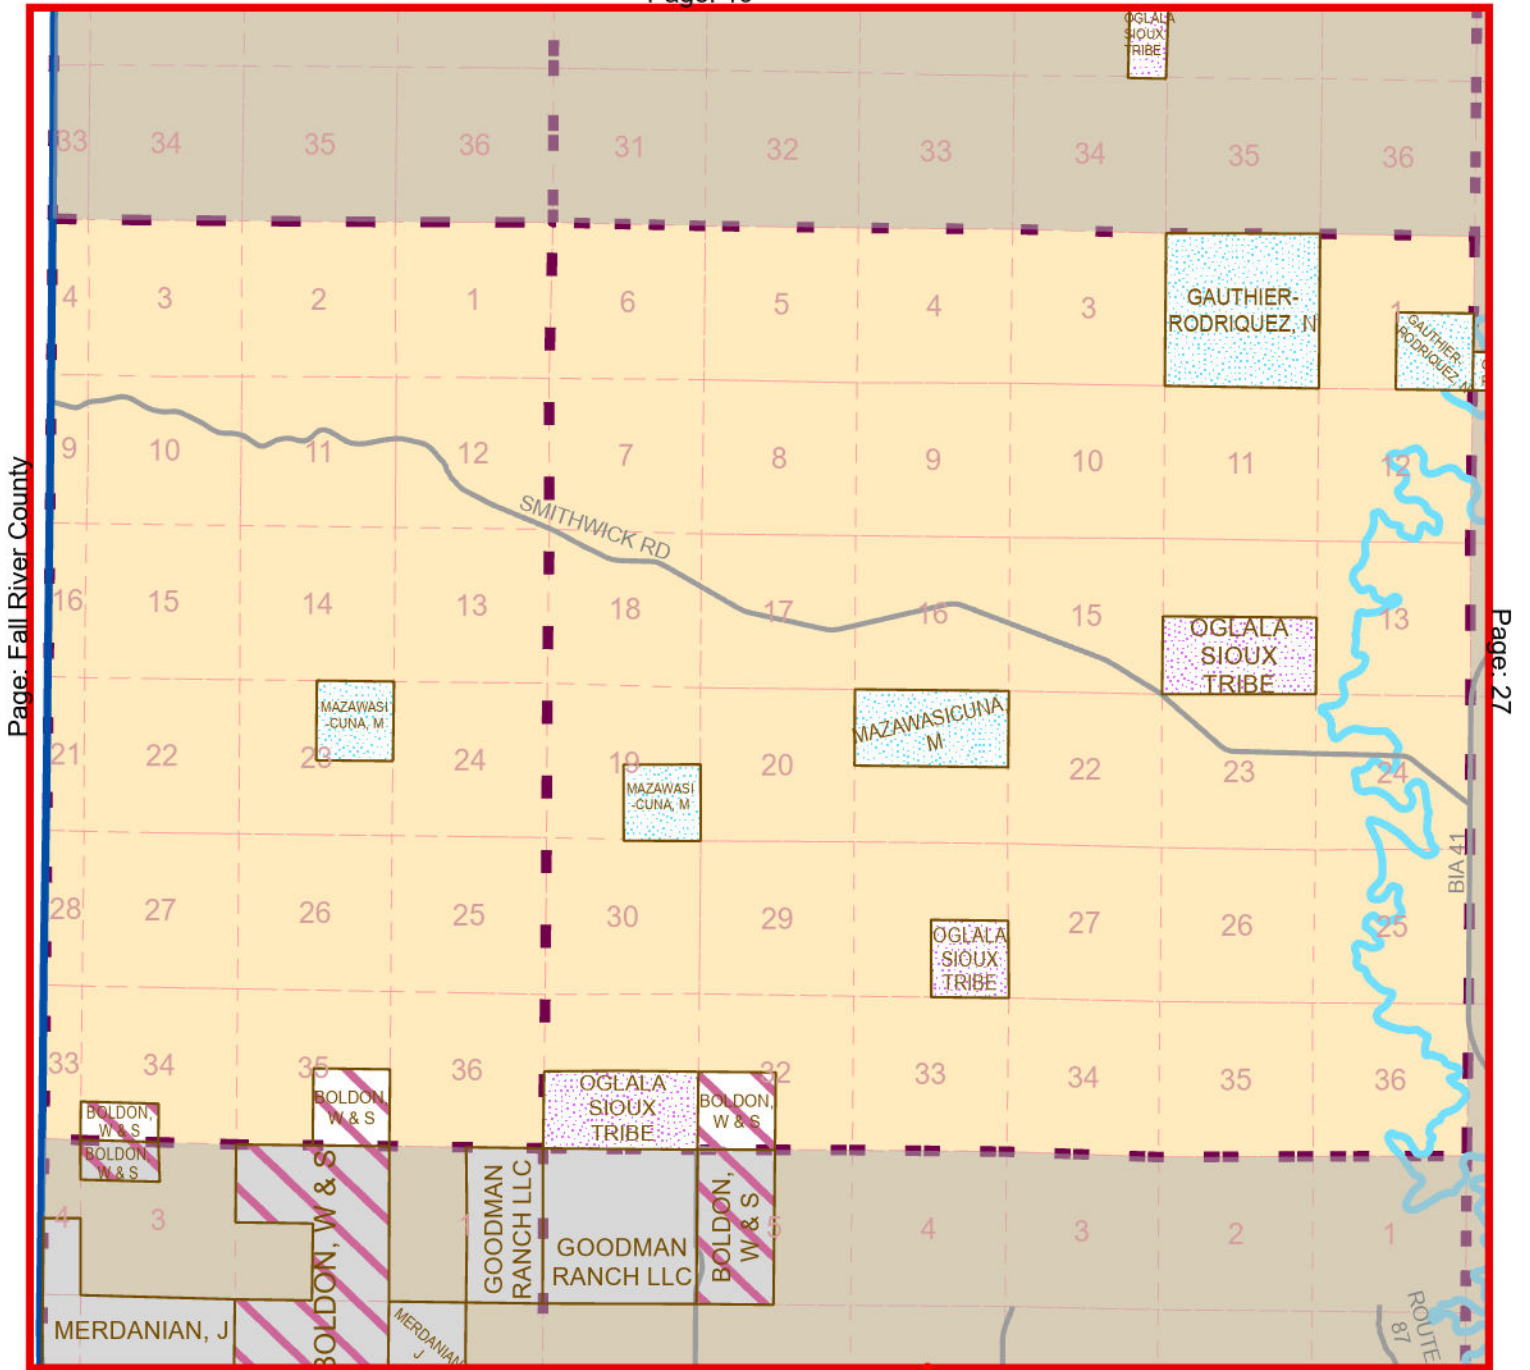 OGLALA
SIOUX
TRIBE
33 34 35 36 31 32 33 34 35 36
4 3 2 1 6 5 4 3
GAUTHIER-
RODRIQUEZ, N
1
GAUTHIER-
RODRIQUEZ, N
9 10 11 12 7 8 9 10 11 12
SMITHWICK RD
Page: Fall River County
16 15 14 13 18 17 16 15 13
OGLALA
SIOUX
TRIBE
Page: 27
MAZAWASI
-CUNA, M
MAZAWASICUNA,
M
21 22 23 24 19 20 22 23 24
MAZAWASI
-CUNA, M
BIA 41
28 27 26 25 30 29 27 26 25
OGLALA
SIOUX
TRIBE
33 34 35 36 32 33 34 35 36
BOLDON,
W & S
BOLDON,
W & S
OGLALA
SIOUX
TRIBE
BOLDON,
W & S
BOLDON,
W & S
BOLDON, W & S
GOODMAN
RANCH LLC
GOODMAN
RANCH LLC
BOLDON,
W & S
4 3 1 5 4 3 2 1
MERDANIAN, J
MERDANIAN,
J
ROUTE
87